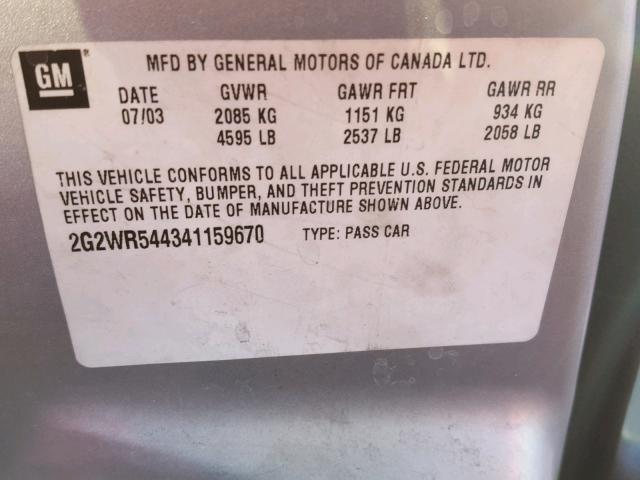 GM
MFD BY GENERAL MOTORS OF CANADA LTD.
DATE GVWR GAWR FRT GAWR RR
07/03 2085 KG 1151 KG 934 KG
4595 LB 2537 LB 2058 LB
THIS VEHICLE CONFORMS TO ALL APPLICABLE U.S. FEDERAL MOTOR
VEHICLE SAFETY, BUMPER, AND THEFT PREVENTION STANDARDS IN
EFFECT ON THE DATE OF MANUFACTURE SHOWN ABOVE.
2G2WR544341159670 TYPE: PASS CAR